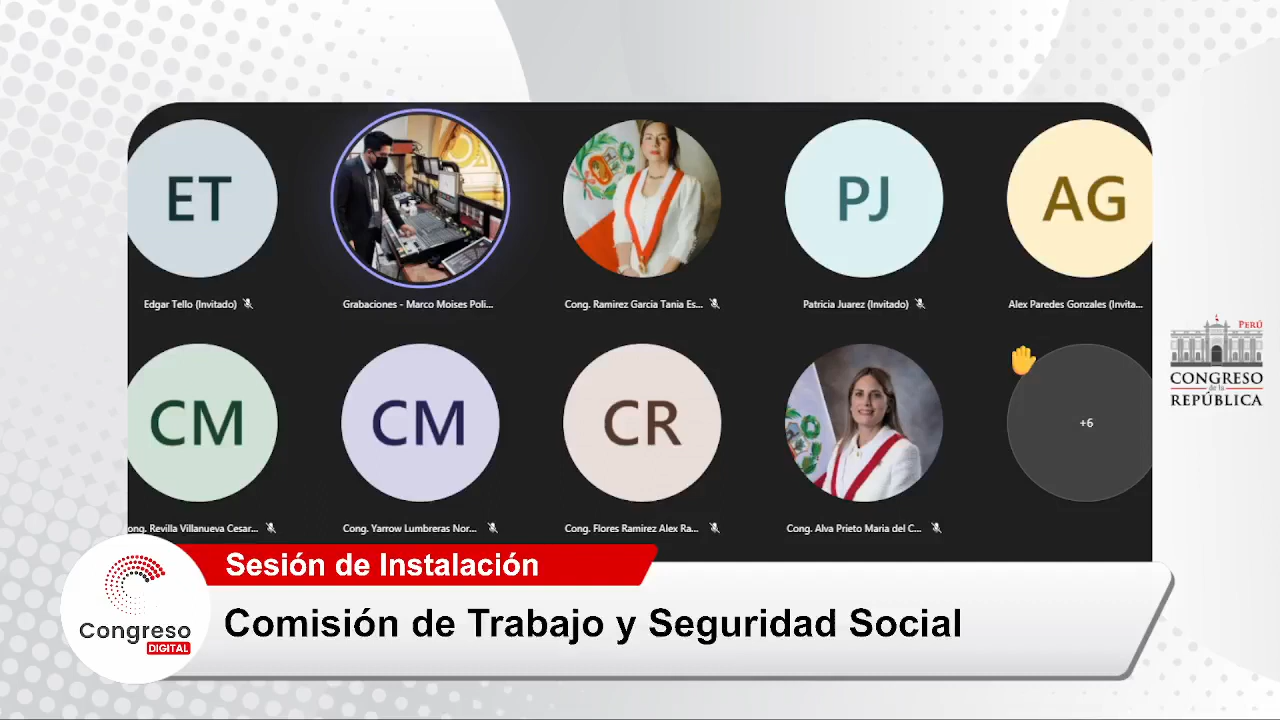 ET
PJ
AG
Edgar Tello (Invitado)
Grabaciones - Marco Moises Poli...
Cong. Ramirez Garcia Tania Es...
Patricia Juarez (Invitado)
Alex Paredes Gonzales (Invita...
PERÚ
CONGRESO
de la
REPÚBLICA
CM
CM
CR
+6
ong. Revilla Villanueva Cesar...
Cong. Yarrow Lumbreras Nor...
Cong. Flores Ramirez Alex Ra...
Cong. Alva Prieto Maria del C...
Sesión de Instalación
Comisión de Trabajo y Seguridad Social
Congreso
DIGITAL